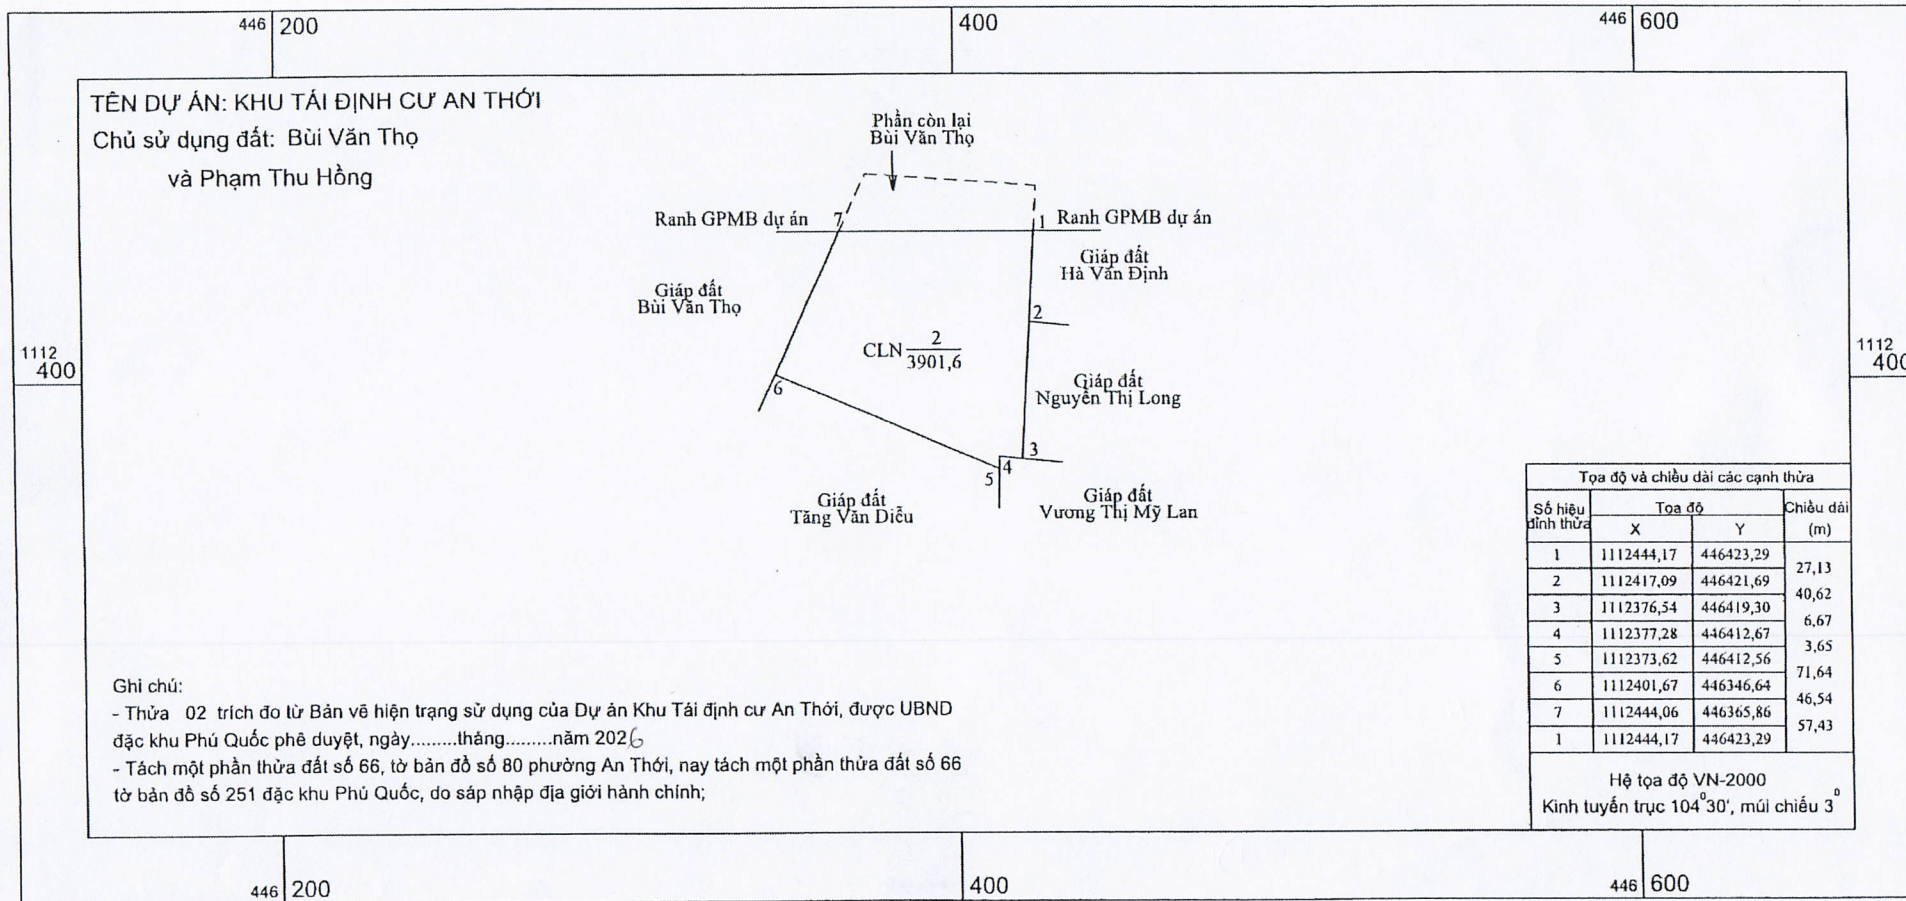 446 200
400
446 600
TÊN DỰ ÁN: KHU TÁI ĐỊNH CƯ AN THỚI
Chủ sử dụng đất: Bùi Văn Thọ
và Phạm Thu Hồng
Phần còn lại
Bùi Văn Thọ
Ranh GPMB dự án
7
1
Ranh GPMB dự án
Giáp đất
Hà Văn Định
Giáp đất
Bùi Văn Thọ
2
CLN 2
3901,6
1112
400
1112
400
6
Giáp đất
Nguyễn Thị Long
3
4
5
Giáp đất
Tăng Văn Diễu
Giáp đất
Vương Thị Mỹ Lan
Tọa độ và chiều dài các cạnh thửa
Số hiệu đỉnh thửa Tọa độ Chiều dài
X Y (m)
1 1112444,17 446423,29
27,13
2 1112417,09 446421,69
40,62
3 1112376,54 446419,30
6,67
4 1112377,28 446412,67
3,65
5 1112373,62 446412,56
71,64
6 1112401,67 446346,64
46,54
7 1112444,06 446365,86
57,43
1 1112444,17 446423,29
Hệ tọa độ VN-2000
Kinh tuyến trục 104⁰30', múi chiếu 3⁰
Ghi chú:
- Thửa 02 trích đo từ Bản vẽ hiện trạng sử dụng của Dự án Khu Tái định cư An Thới, được UBND
đặc khu Phú Quốc phê duyệt, ngày.........tháng.........năm 2026
- Tách một phần thửa đất số 66, tờ bản đồ số 80 phường An Thới, nay tách một phần thửa đất số 66
tờ bản đồ số 251 đặc khu Phú Quốc, do sáp nhập địa giới hành chính;
446 200
400
446 600